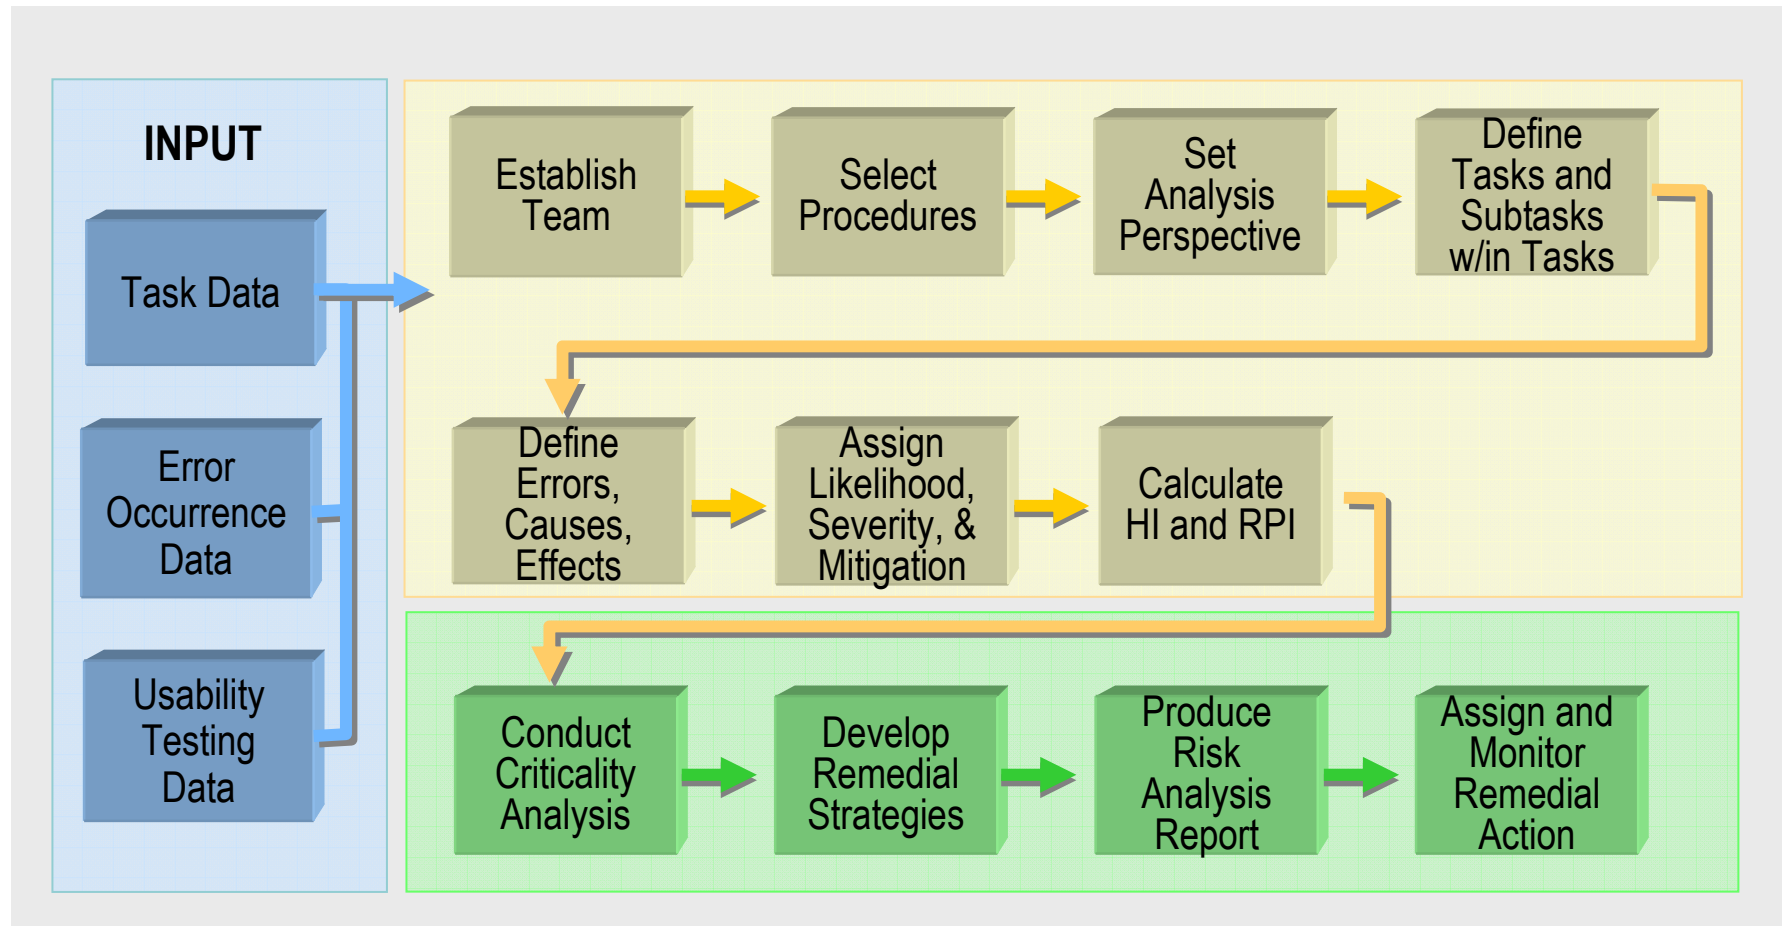 INPUT
Task Data
Error
Occurrence
Data
Usability
Testing
Data
Establish
Team
Select
Procedures
Set
Analysis
Perspective
Define
Tasks and
Subtasks
w/in Tasks
Define
Errors,
Causes,
Effects
Assign
Likelihood,
Severity, &
Mitigation
Calculate
HI and RPI
Conduct
Criticality
Analysis
Develop
Remedial
Strategies
Produce
Risk
Analysis
Report
Assign and
Monitor
Remedial
Action